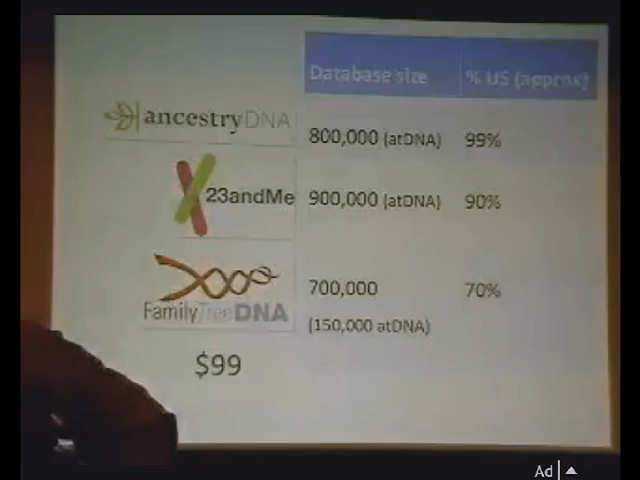 Database size % US (approx)
ancestryDNA 800,000 (atDNA) 99%
23andMe 900,000 (atDNA) 90%
FamilyTreeDNA 700,000 70%
(150,000 atDNA)
$99
Ad